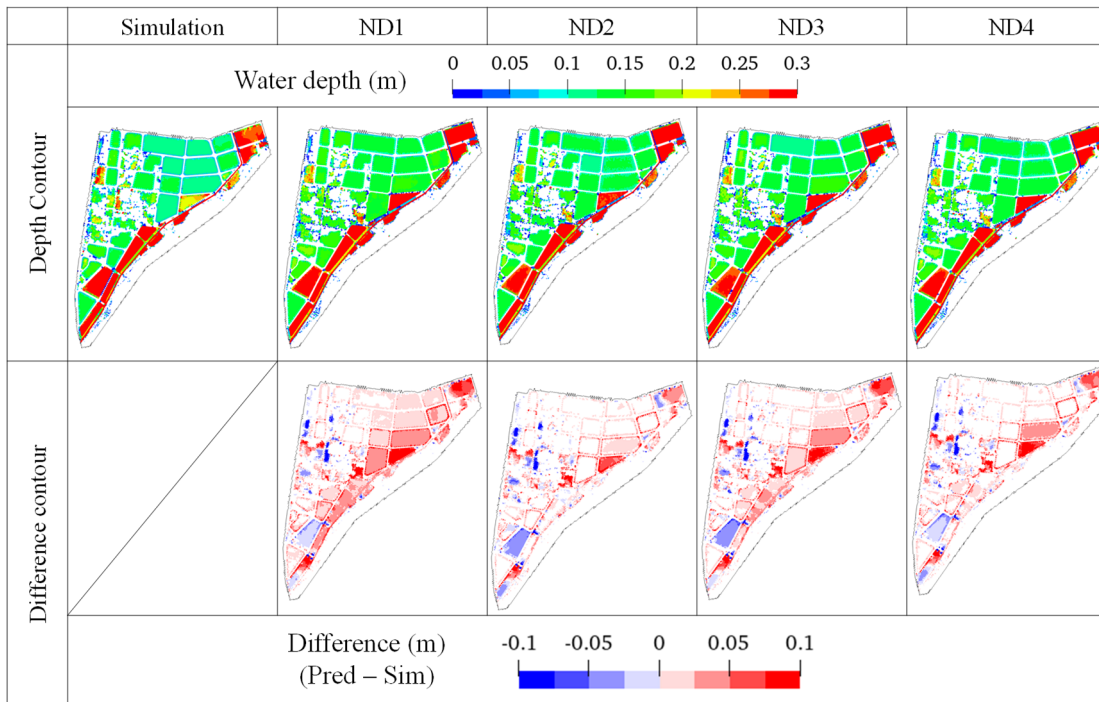 Simulation ND1 ND2 ND3 ND4
Water depth (m)
0 0.05 0.1 0.15 0.2 0.25 0.3
Depth Contour
Difference contour
Difference (m)
(Pred – Sim)
-0.1 -0.05 0 0.05 0.1